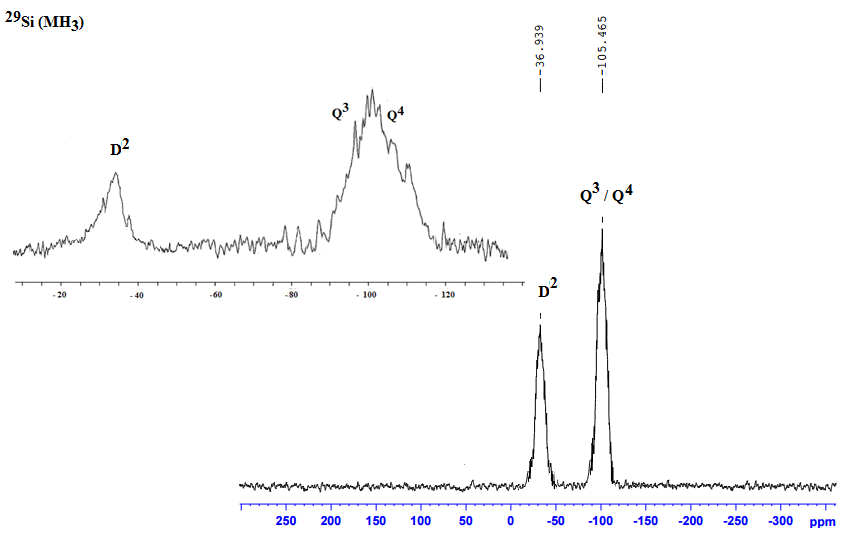 29Si (MH3)
-36.939
-105.465
Q3
Q4
D2
Q3 / Q4
- 20
- 40
-60
-80
- 100
- 120
D2
250 200 150 100 50 0 -50 -100 -150 -200 -250 -300 ppm